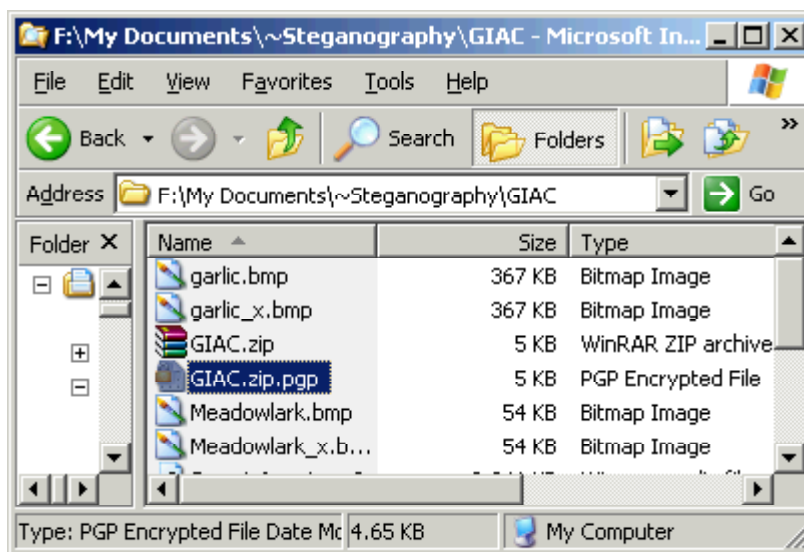 F:\My Documents\~Steganography\GIAC - Microsoft In...
File Edit View Favorites Tools Help
Back Search Folders »
Address F:\My Documents\~Steganography\GIAC Go
Folder X Name Size Type
garlic.bmp 367 KB Bitmap Image
garlic_x.bmp 367 KB Bitmap Image
GIAC.zip 5 KB WinRAR ZIP archive
GIAC.zip.pgp 5 KB PGP Encrypted File
Meadowlark.bmp 54 KB Bitmap Image
Meadowlark_x.b... 54 KB Bitmap Image
Type: PGP Encrypted File Date Mo 4.65 KB My Computer